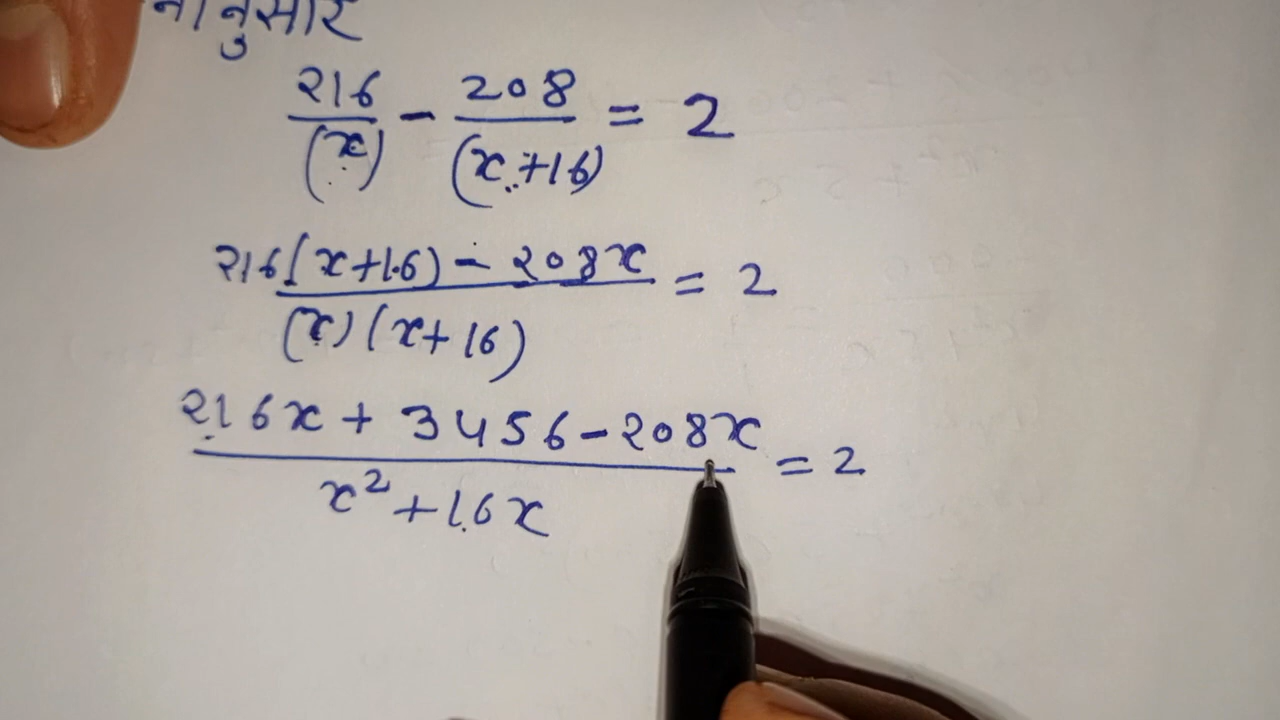 नानुसार
216/(x) - 208/(x+16) = 2
216(x+16) - 208x/(x)(x+16) = 2
216x + 3456 - 208x/x² + 16x = 2